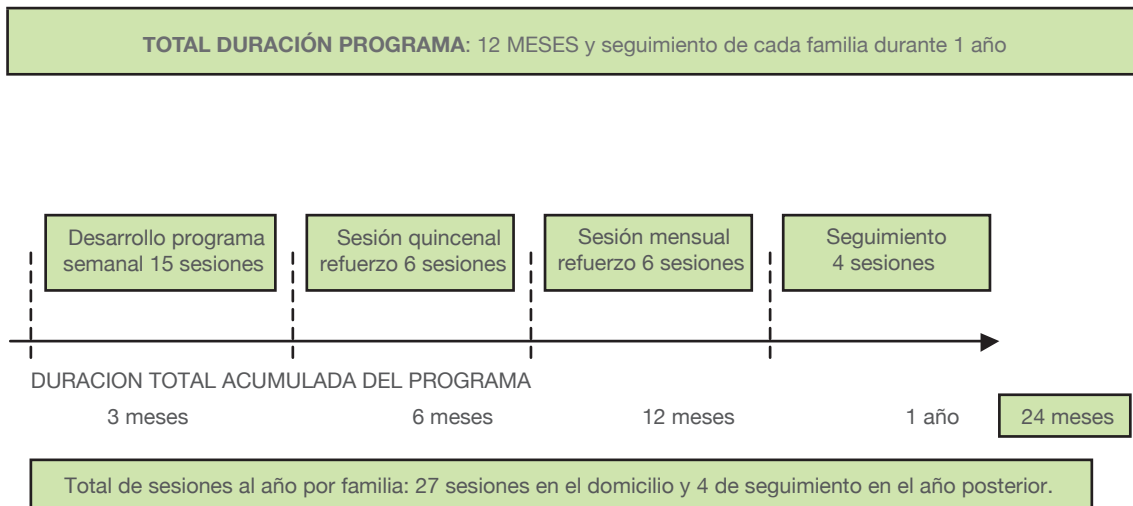 TOTAL DURACIÓN PROGRAMA: 12 MESES y seguimiento de cada familia durante 1 año
Desarrollo programa
semanal 15 sesiones
Sesión quincenal
refuerzo 6 sesiones
Sesión mensual
refuerzo 6 sesiones
Seguimiento
4 sesiones
DURACION TOTAL ACUMULADA DEL PROGRAMA
3 meses
6 meses
12 meses
1 año
24 meses
Total de sesiones al año por familia: 27 sesiones en el domicilio y 4 de seguimiento en el año posterior.